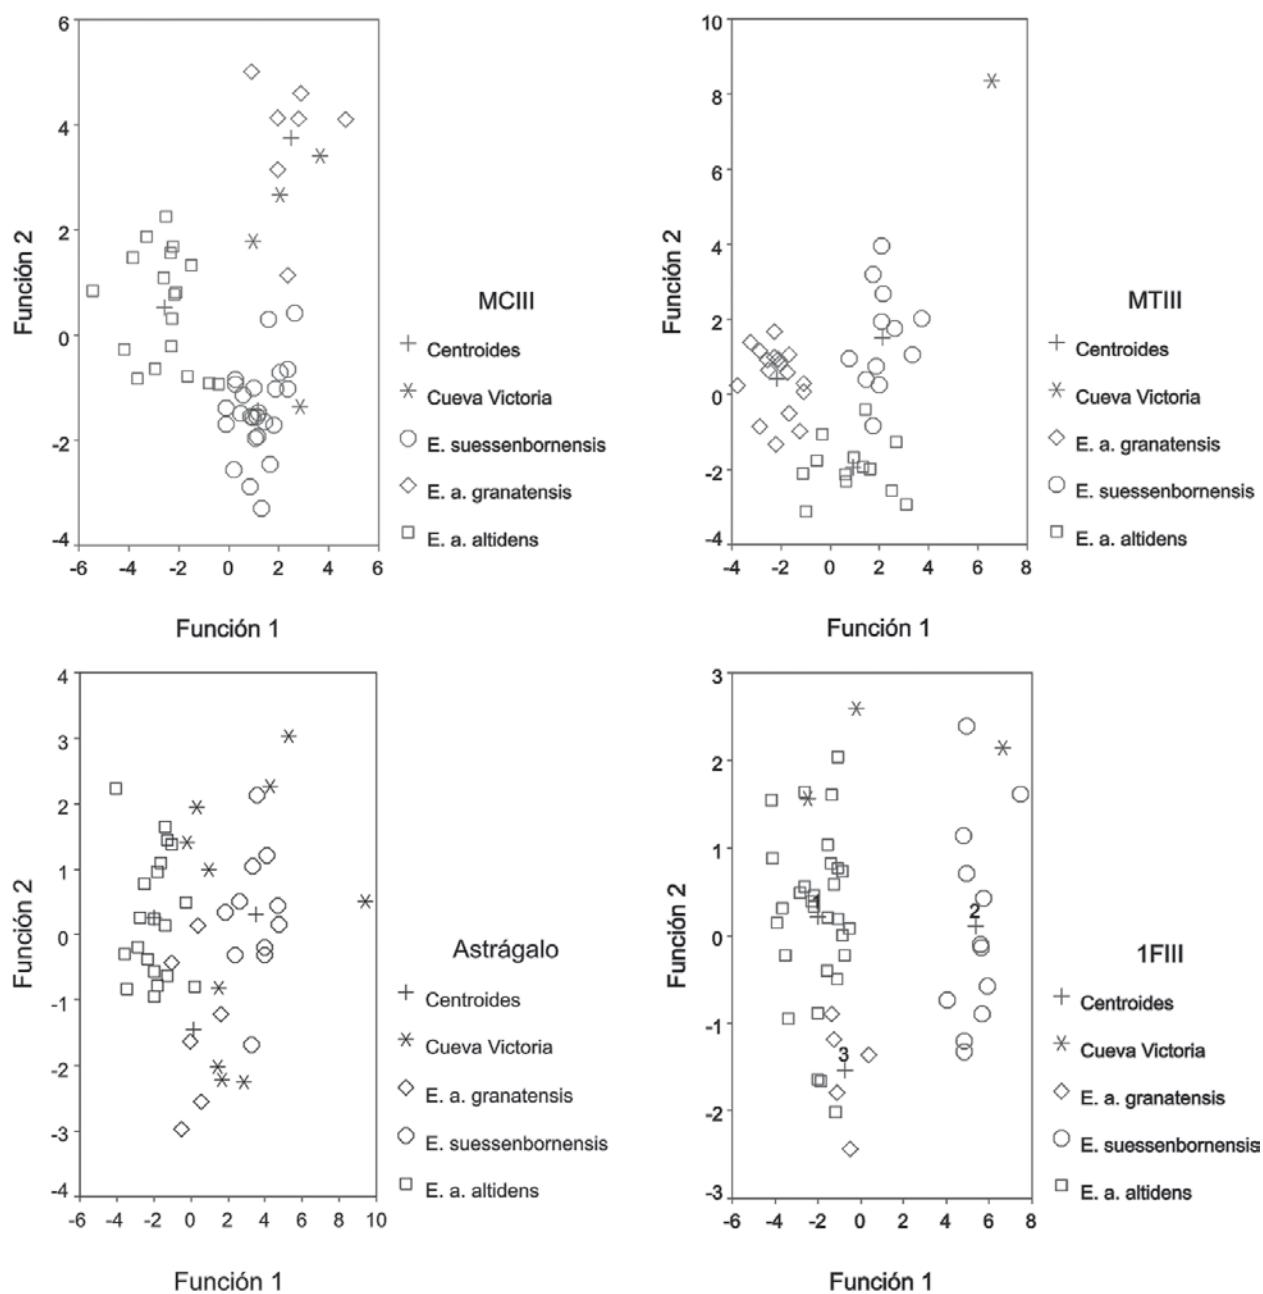 6
4
2
0
-2
-4
-6
-4
-2
0
2
4
6
Función 2
Función 1
MCIII
Centroides
Cueva Victoria
E. suessenbornensis
E. a. granatensis
E. a. altidens
10
8
6
4
2
0
-2
-4
-4
-2
0
2
4
6
8
Función 2
Función 1
MTIII
Centroides
Cueva Victoria
E. a. granatensis
E. suessenbornensis
E. a. altidens
4
3
2
1
0
-1
-2
-3
-4
-6
-4
-2
0
2
4
6
8
10
Función 2
Función 1
Astrágalo
Centroides
Cueva Victoria
E. a. granatensis
E. suessenbornensis
E. a. altidens
3
2
1
0
-1
-2
-3
-6
-4
-2
0
2
4
6
8
1
2
3
Función 2
Función 1
1FIII
Centroides
Cueva Victoria
E. a. granatensis
E. suessenbornensis
E. a. altidens